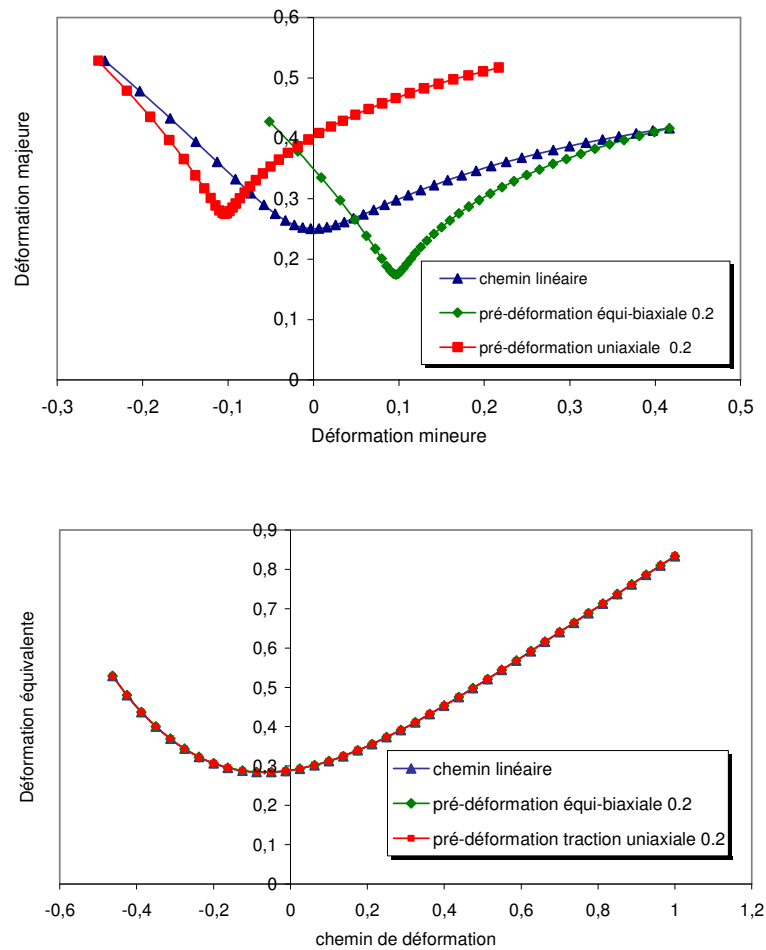 0,6
0,5
0,4
0,3
0,2
0,1
0
-0,3 -0,2 -0,1 0 0,1 0,2 0,3 0,4 0,5
Déformation majeure
Déformation mineure
chemin linéaire
pré-déformation équi-biaxiale 0.2
pré-déformation uniaxiale 0.2
0,9
0,8
0,7
0,6
0,5
0,4
0,3
0,2
0,1
0
-0,6 -0,4 -0,2 0 0,2 0,4 0,6 0,8 1 1,2
Déformation équivalente
chemin de déformation
chemin linéaire
pré-déformation équi-biaxiale 0.2
pré-déformation traction uniaxiale 0.2